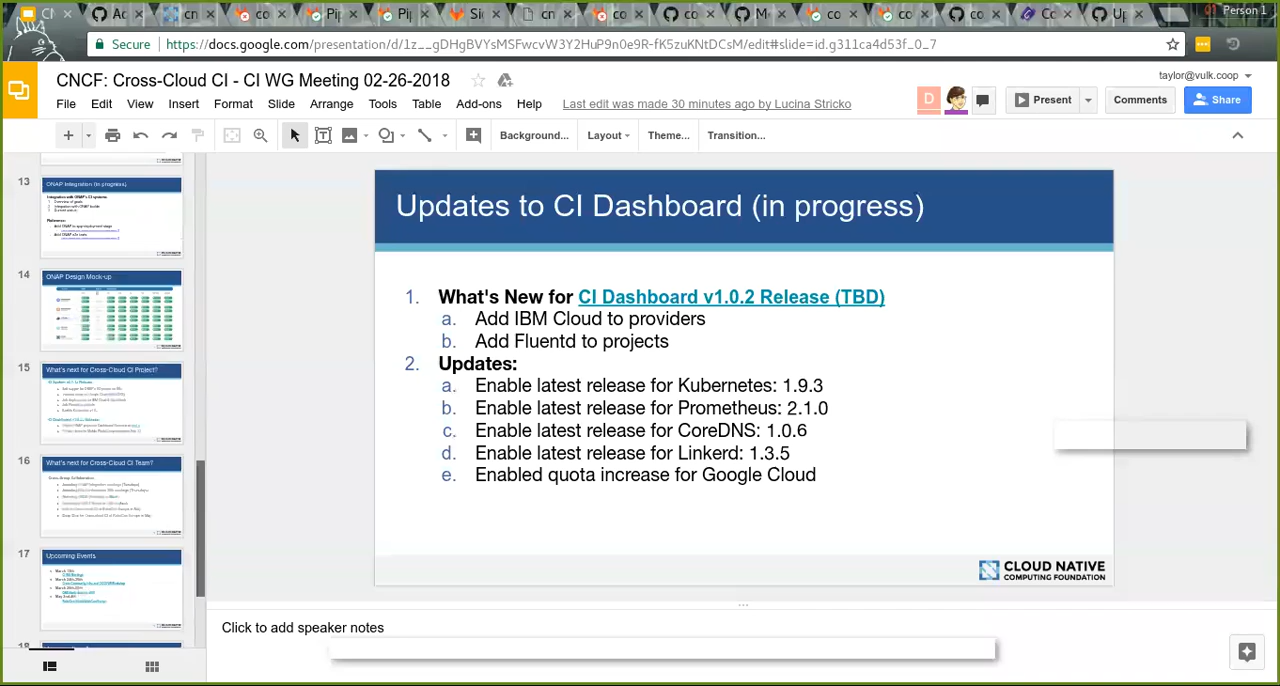 Person 1
Secure https://docs.google.com/presentation/d/1z__gDHgBVYsMSFwcvW3Y2HuP9n0e9R-fK5zuKNtDCsM/edit#slide=id.g311ca4d53f_0_7
CNCF: Cross-Cloud CI - CI WG Meeting 02-26-2018
taylor@vulk.coop
File Edit View Insert Format Slide Arrange Tools Table Add-ons Help Last edit was made 30 minutes ago by Lucina Stricko
D Present Comments Share
Background... Layout Theme... Transition...
13
ONAP Integration (in progress)
14
ONAP Design Mock-up
15
What's next for Cross-Cloud CI Project?
16
What's next for Cross-Cloud CI Team?
17
Upcoming Events
18
Updates to CI Dashboard (in progress)
1. What's New for CI Dashboard v1.0.2 Release (TBD)
a. Add IBM Cloud to providers
b. Add Fluentd to projects
2. Updates:
a. Enable latest release for Kubernetes: 1.9.3
b. Enable latest release for Prometheus: 2.1.0
c. Enable latest release for CoreDNS: 1.0.6
d. Enable latest release for Linkerd: 1.3.5
e. Enabled quota increase for Google Cloud
CLOUD NATIVE
COMPUTING FOUNDATION
Click to add speaker notes